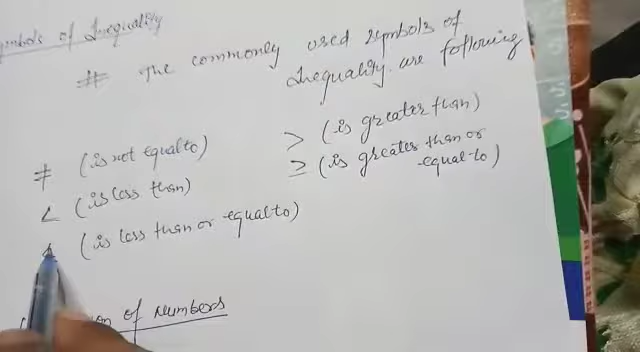 of Inequality
# The commonly used symbols of
Inequality are following
≠ (is not equal to)
> (is greater than)
< (is less than)
≥ (is greater than or
equal to)
(is less than or equal to)
of Numbers